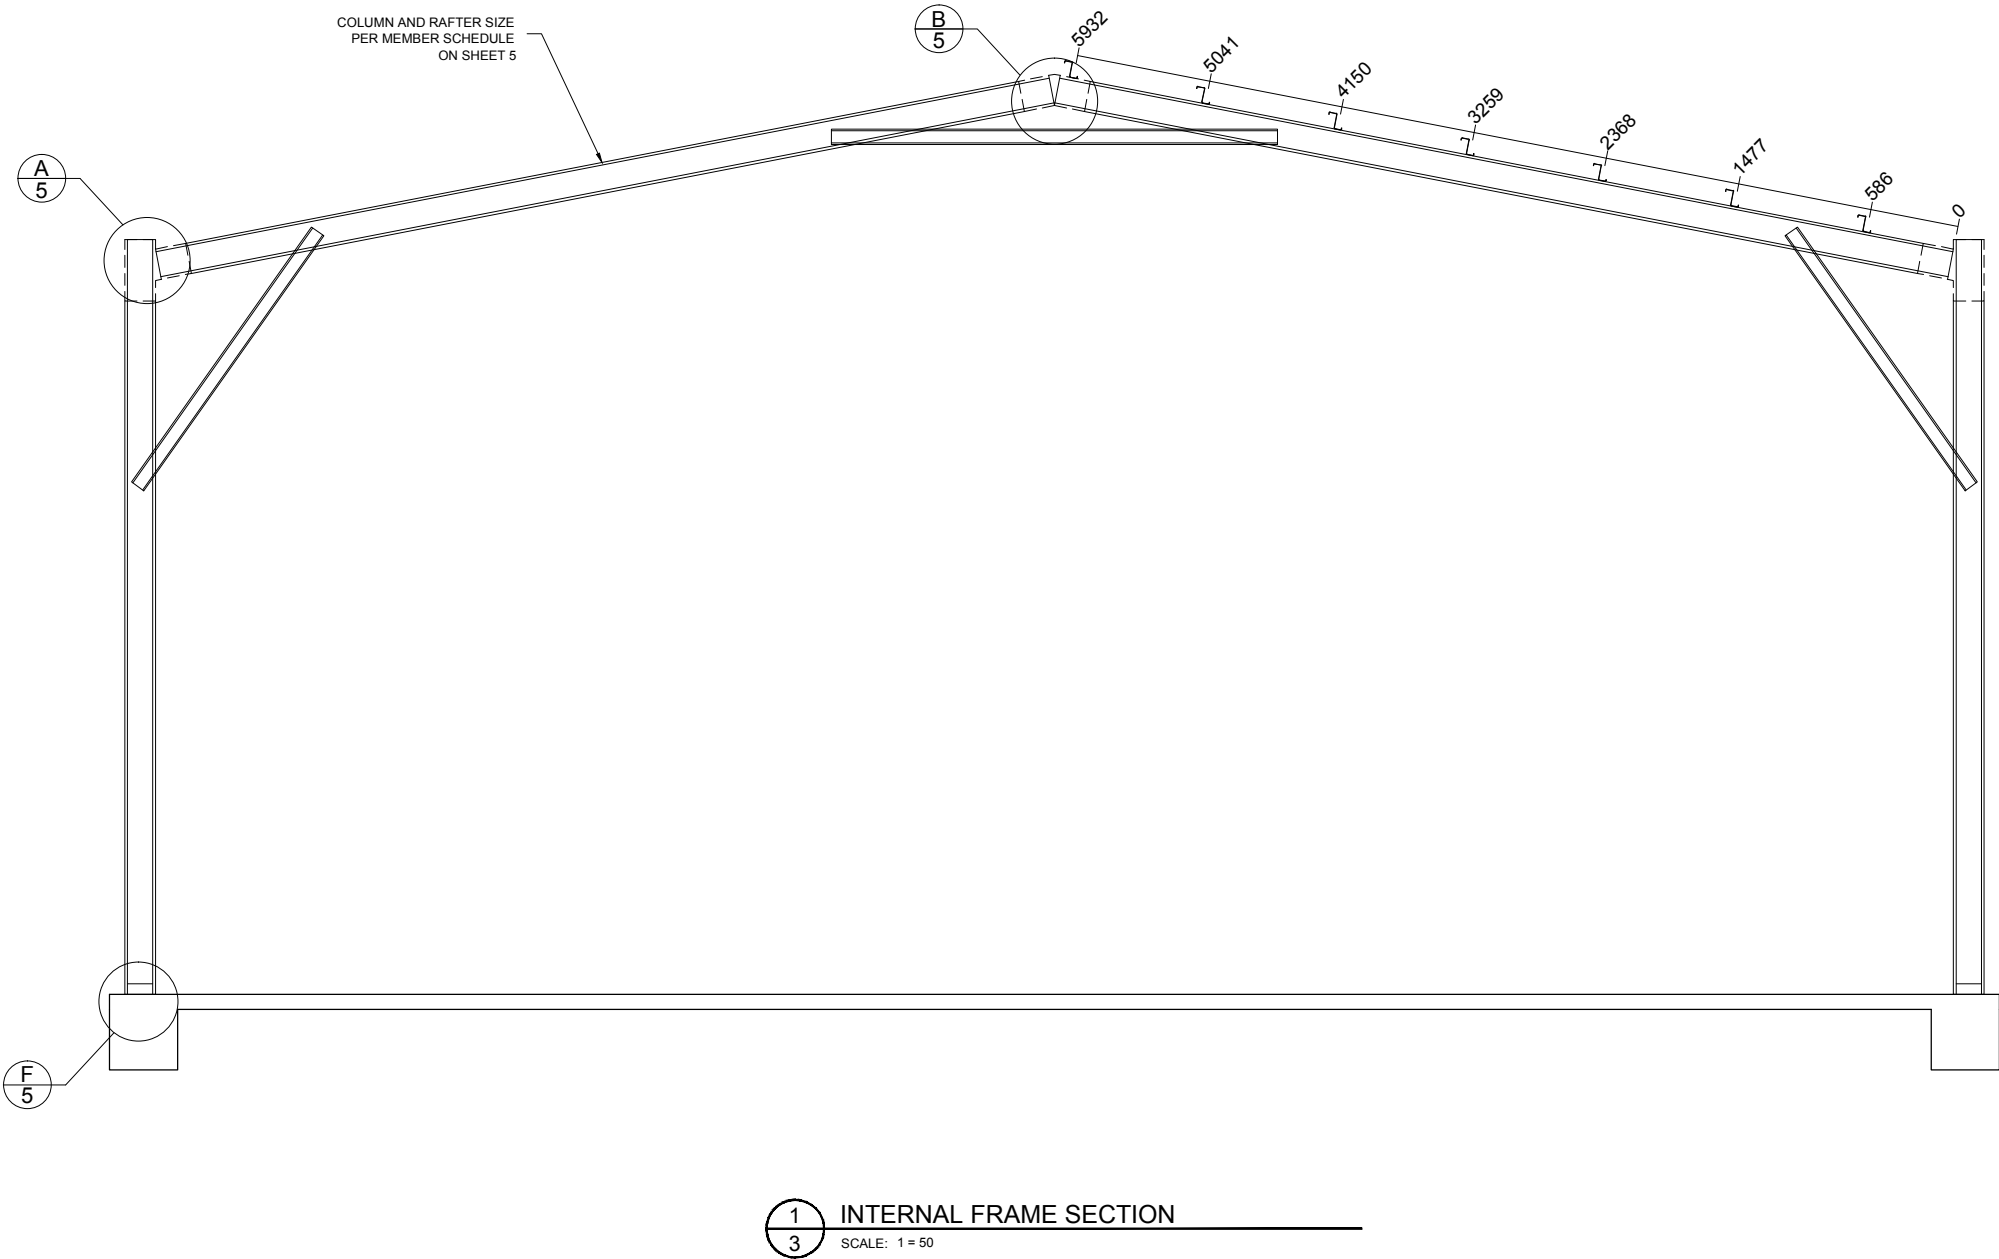 COLUMN AND RAFTER SIZE
PER MEMBER SCHEDULE
ON SHEET 5
B
5
5932
5041
4150
3259
2368
1477
586
0
A
5
F
5
1
3
INTERNAL FRAME SECTION
SCALE: 1 = 50